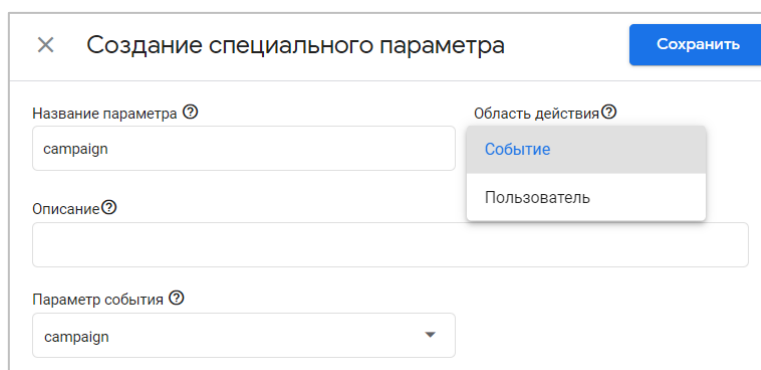 Создание специального параметра
Сохранить
Название параметра
Область действия
campaign
Событие
Пользователь
Описание
Параметр события
campaign